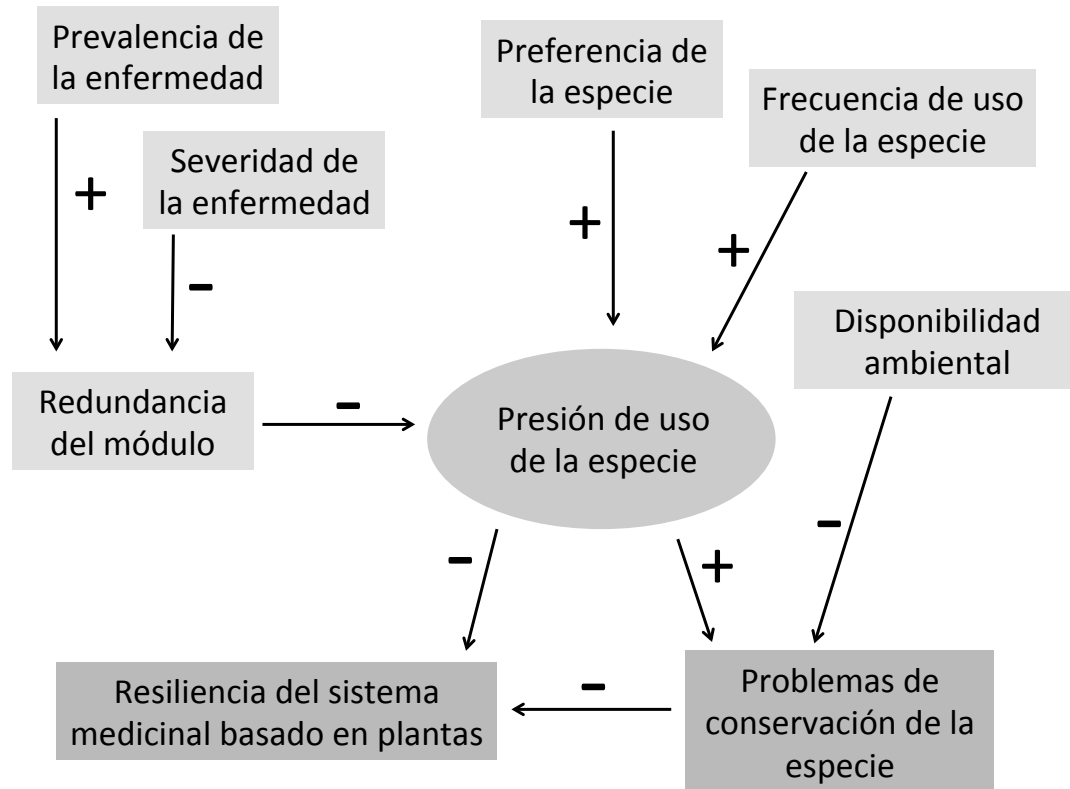 Prevalencia de
la enfermedad
Preferencia de
la especie
Frecuencia de uso
de la especie
+
Severidad de
la enfermedad
+
+
-
Disponibilidad
ambiental
Redundancia
del módulo
-
Presión de uso
de la especie
-
-
+
Resiliencia del sistema
medicinal basado en plantas
-
Problemas de
conservación de la
especie